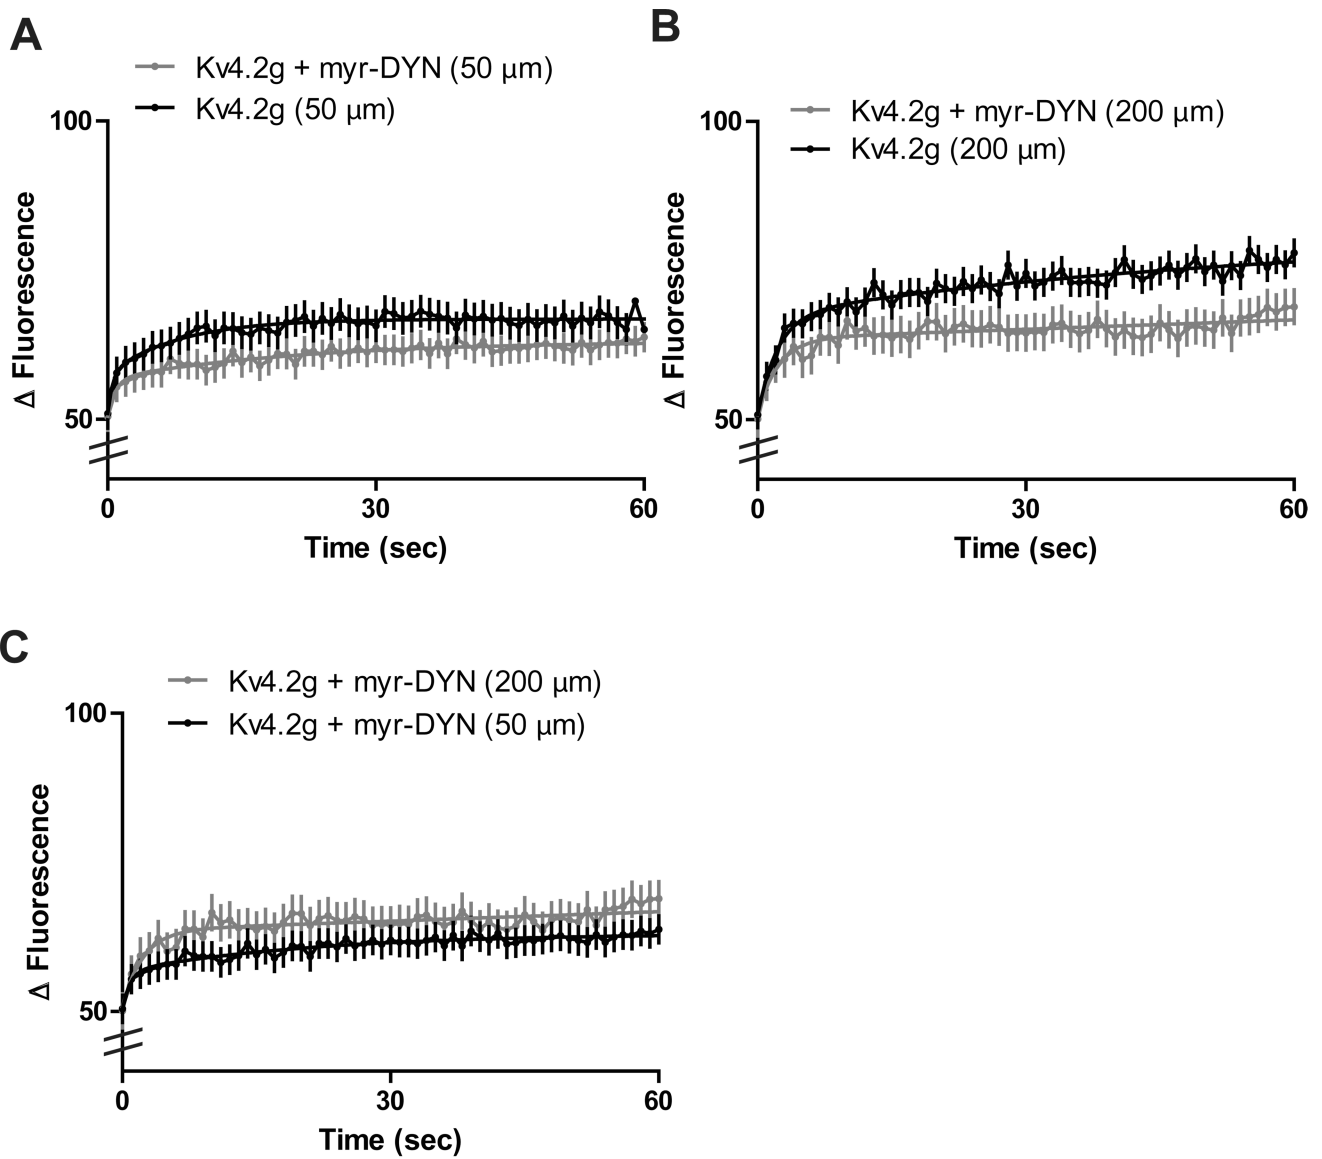 A
Kv4.2g + myr-DYN (50 μm)
Kv4.2g (50 μm)
100
Δ Fluorescence
50
0
30
60
Time (sec)
B
Kv4.2g + myr-DYN (200 μm)
Kv4.2g (200 μm)
100
Δ Fluorescence
50
0
30
60
Time (sec)
C
Kv4.2g + myr-DYN (200 μm)
Kv4.2g + myr-DYN (50 μm)
100
Δ Fluorescence
50
0
30
60
Time (sec)